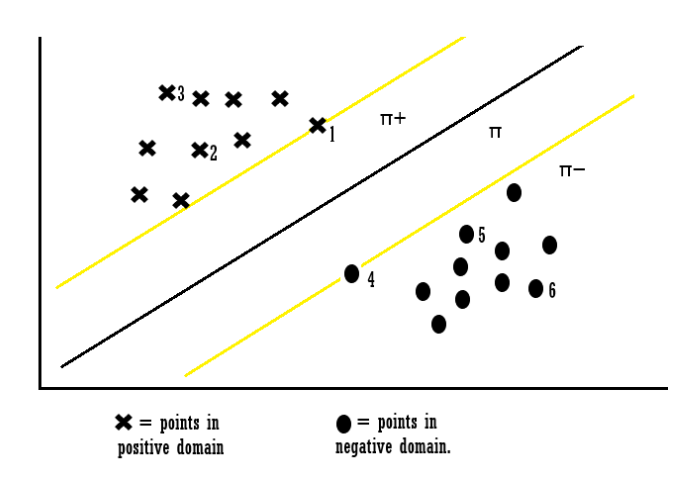 3
1
π+
π
2
π−
5
4
6
= points in
positive domain
= points in
negative domain.